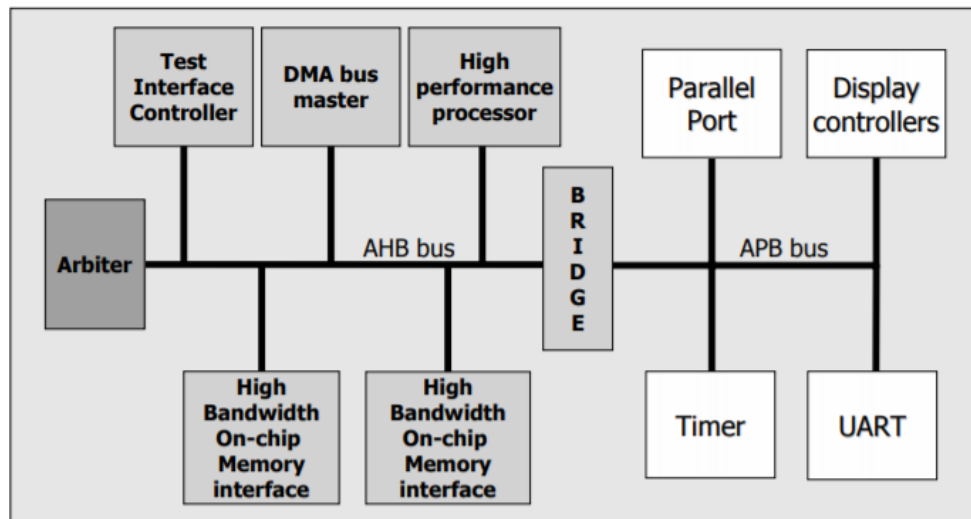 Test
Interface
Controller
DMA bus
master
High
performance
processor
Parallel
Port
Display
controllers
Arbiter
AHB bus
B
R
I
D
G
E
APB bus
High
Bandwidth
On-chip
Memory
interface
High
Bandwidth
On-chip
Memory
interface
Timer
UART